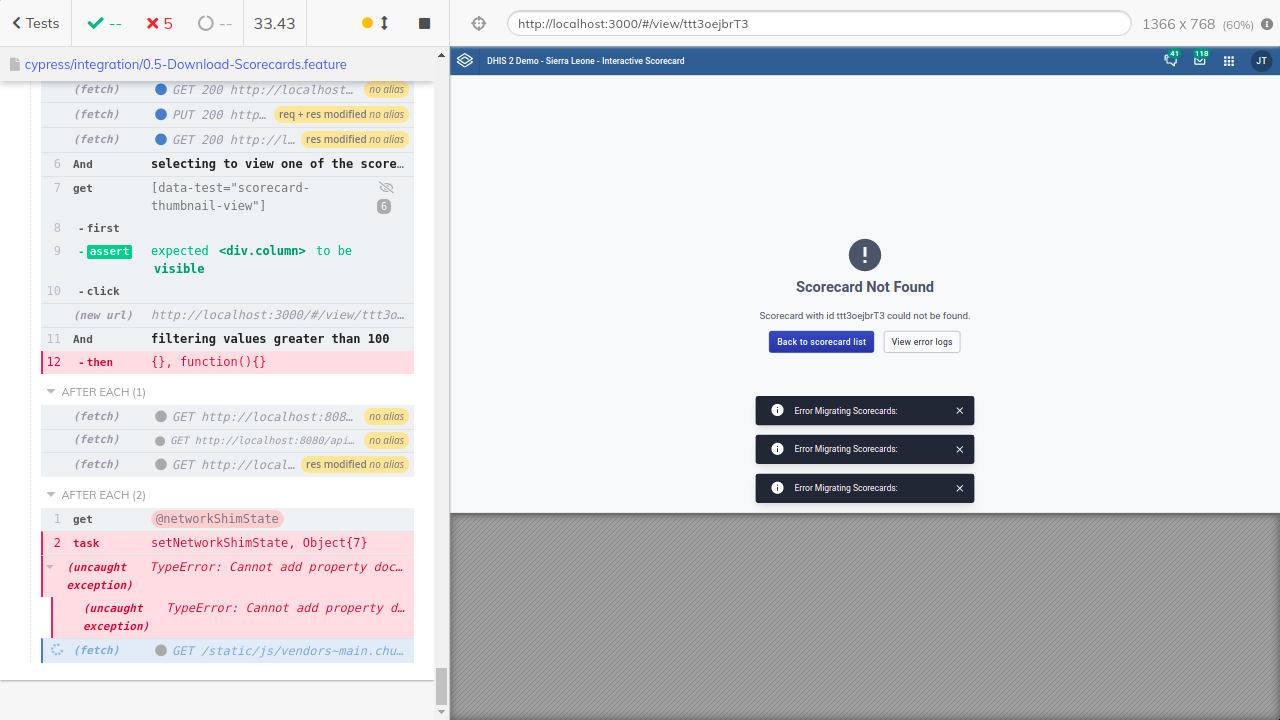 Tests
--
5
--
33.43
http://localhost:3000/#/view/ttt3oejbrT3
1366 x 768 (60%)
cypress/integration/0.5-Download-Scorecards.feature
(fetch) GET 200 http://localhost... no alias
(fetch) PUT 200 http... req + res modified no alias
(fetch) GET 200 http://l... res modified no alias
6 And selecting to view one of the score...
7 get [data-test="scorecard-
thumbnail-view"] 6
8 -first
9 -assert expected <div.column> to be
visible
10 -click
(new url) http://localhost:3000/#/view/ttt3o...
11 And filtering values greater than 100
12 -then {}, function(){}
AFTER EACH (1)
(fetch) GET http://localhost:808... no alias
(fetch) GET http://localhost:8080/api... no alias
(fetch) GET http://local... res modified no alias
AFTER EACH (2)
1 get @networkShimState
2 task setNetworkShimState, Object{7}
(uncaught TypeError: Cannot add property doc...
exception)
(uncaught TypeError: Cannot add property d...
exception)
(fetch) GET /static/js/vendors~main.chu...
DHIS 2 Demo - Sierra Leone - Interactive Scorecard
41
118
JT
Scorecard Not Found
Scorecard with id ttt3oejbrT3 could not be found.
Back to scorecard list
View error logs
Error Migrating Scorecards:
Error Migrating Scorecards:
Error Migrating Scorecards: